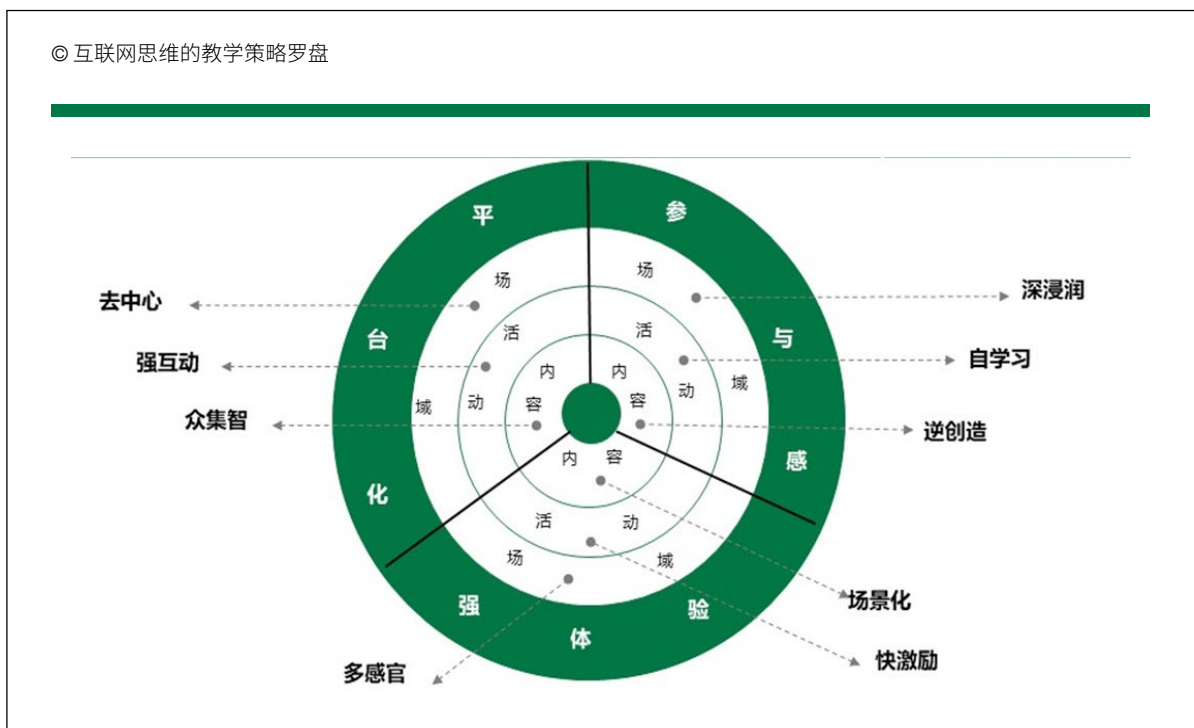 © 互联网思维的教学策略罗盘
平台化
参与感
强体验
场域
活动
内容
场域
活动
内容
内容
活动
场域
去中心
强互动
众集智
深浸润
自学习
逆创造
场景化
快激励
多感官